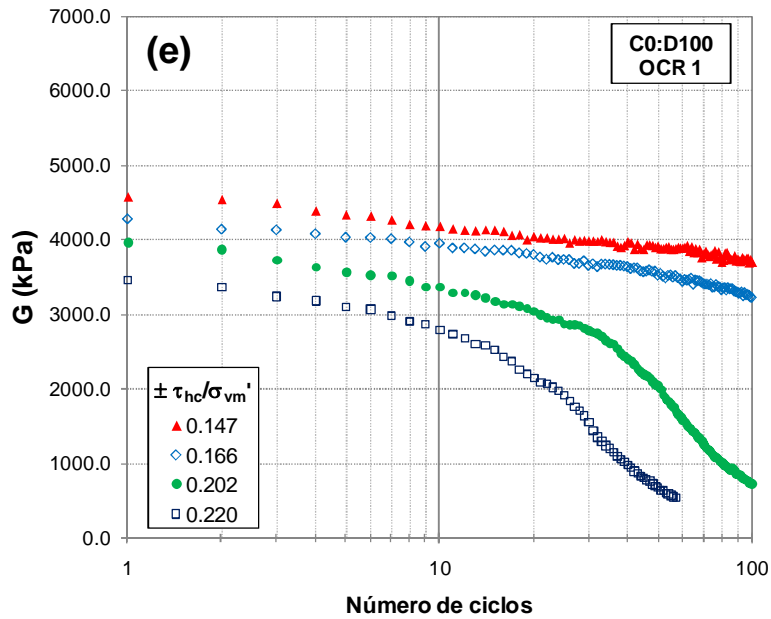 (e)
C0:D100
OCR 1
G (kPa)
7000.0
6000.0
5000.0
4000.0
3000.0
2000.0
1000.0
0.0
± τhc/σvm'
0.147
0.166
0.202
0.220
1
10
100
Número de ciclos